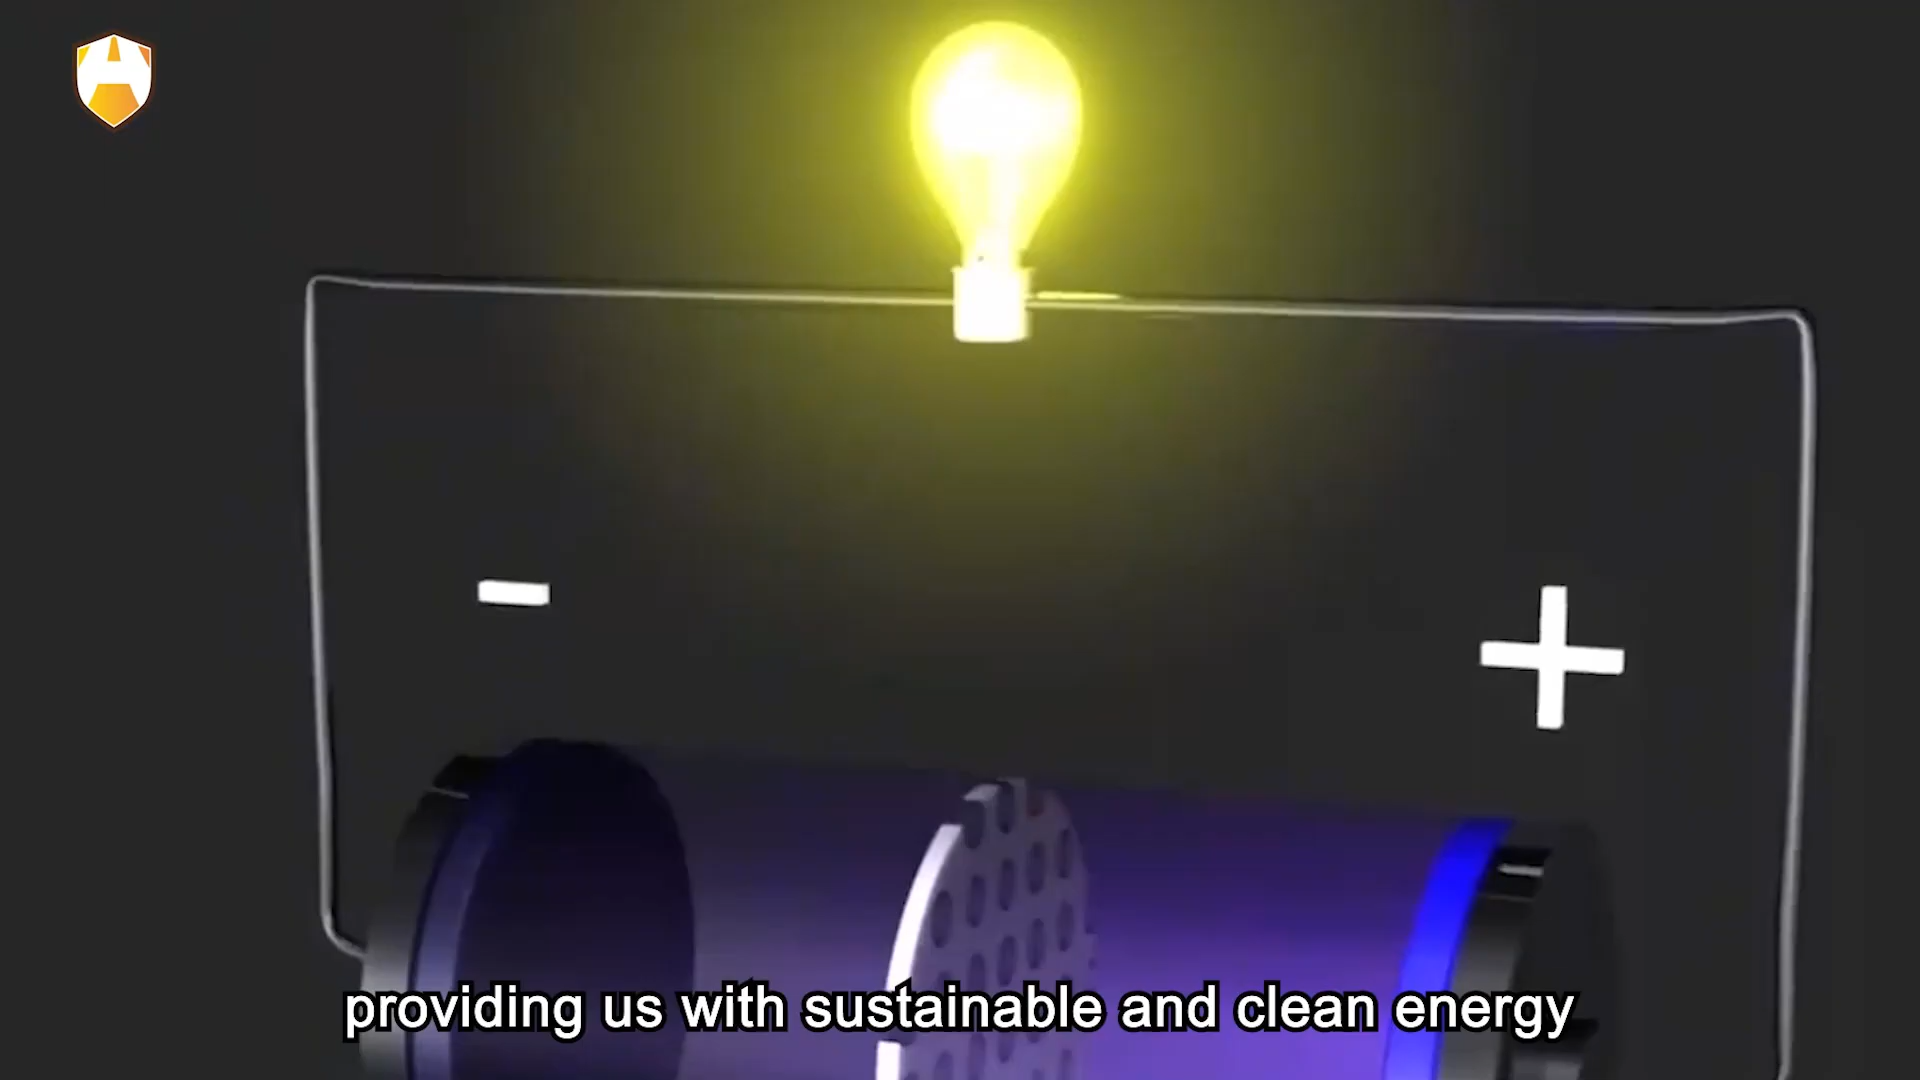 -
+
providing us with sustainable and clean energy